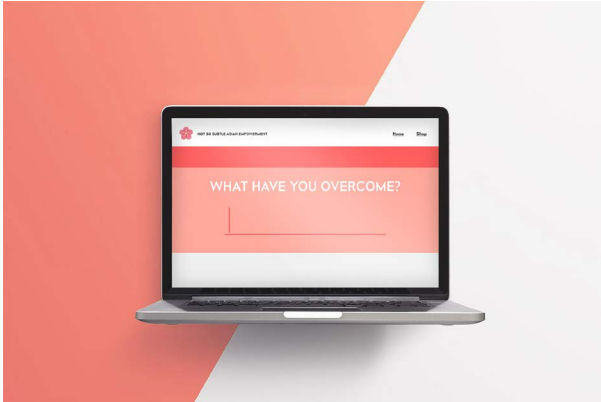 NOT SO SUBTLE ASIAN EMPOWERMENT
Home Shop
WHAT HAVE YOU OVERCOME?